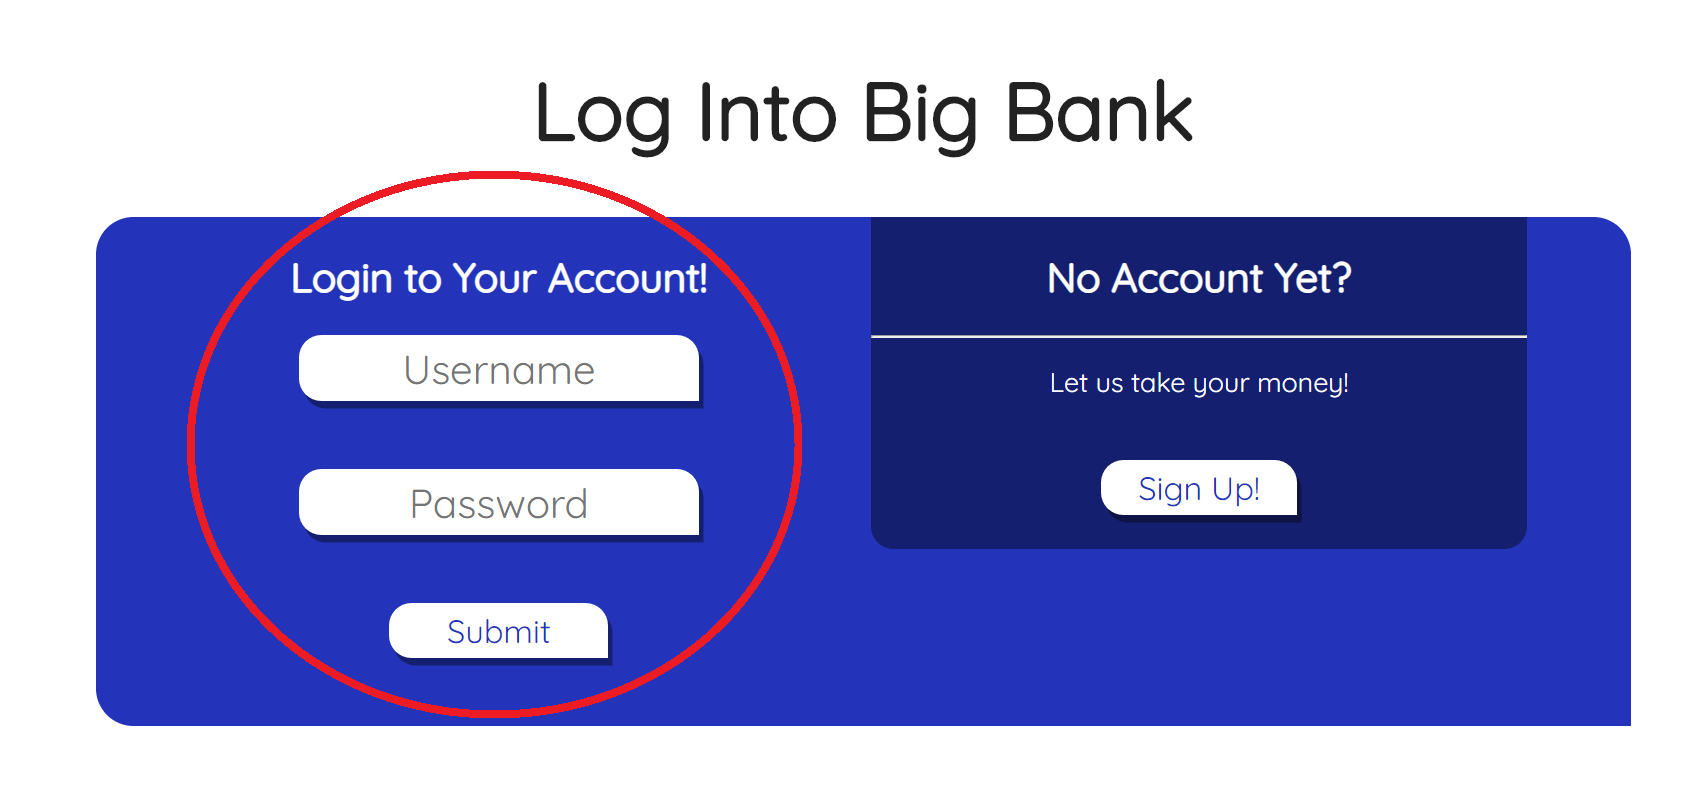 Log Into Big Bank
Login to Your Account!
Username
Password
Submit
No Account Yet?
Let us take your money!
Sign Up!